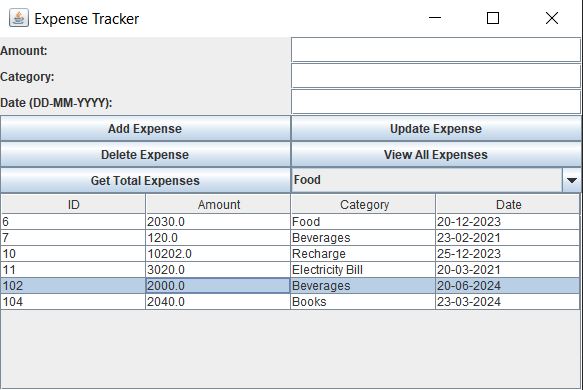 Expense Tracker
Amount:
Category:
Date (DD-MM-YYYY):
Add Expense Update Expense
Delete Expense View All Expenses
Get Total Expenses Food
ID Amount Category Date
6 2030.0 Food 20-12-2023
7 120.0 Beverages 23-02-2021
10 10202.0 Recharge 25-12-2023
11 3020.0 Electricity Bill 20-03-2021
102 2000.0 Beverages 20-06-2024
104 2040.0 Books 23-03-2024